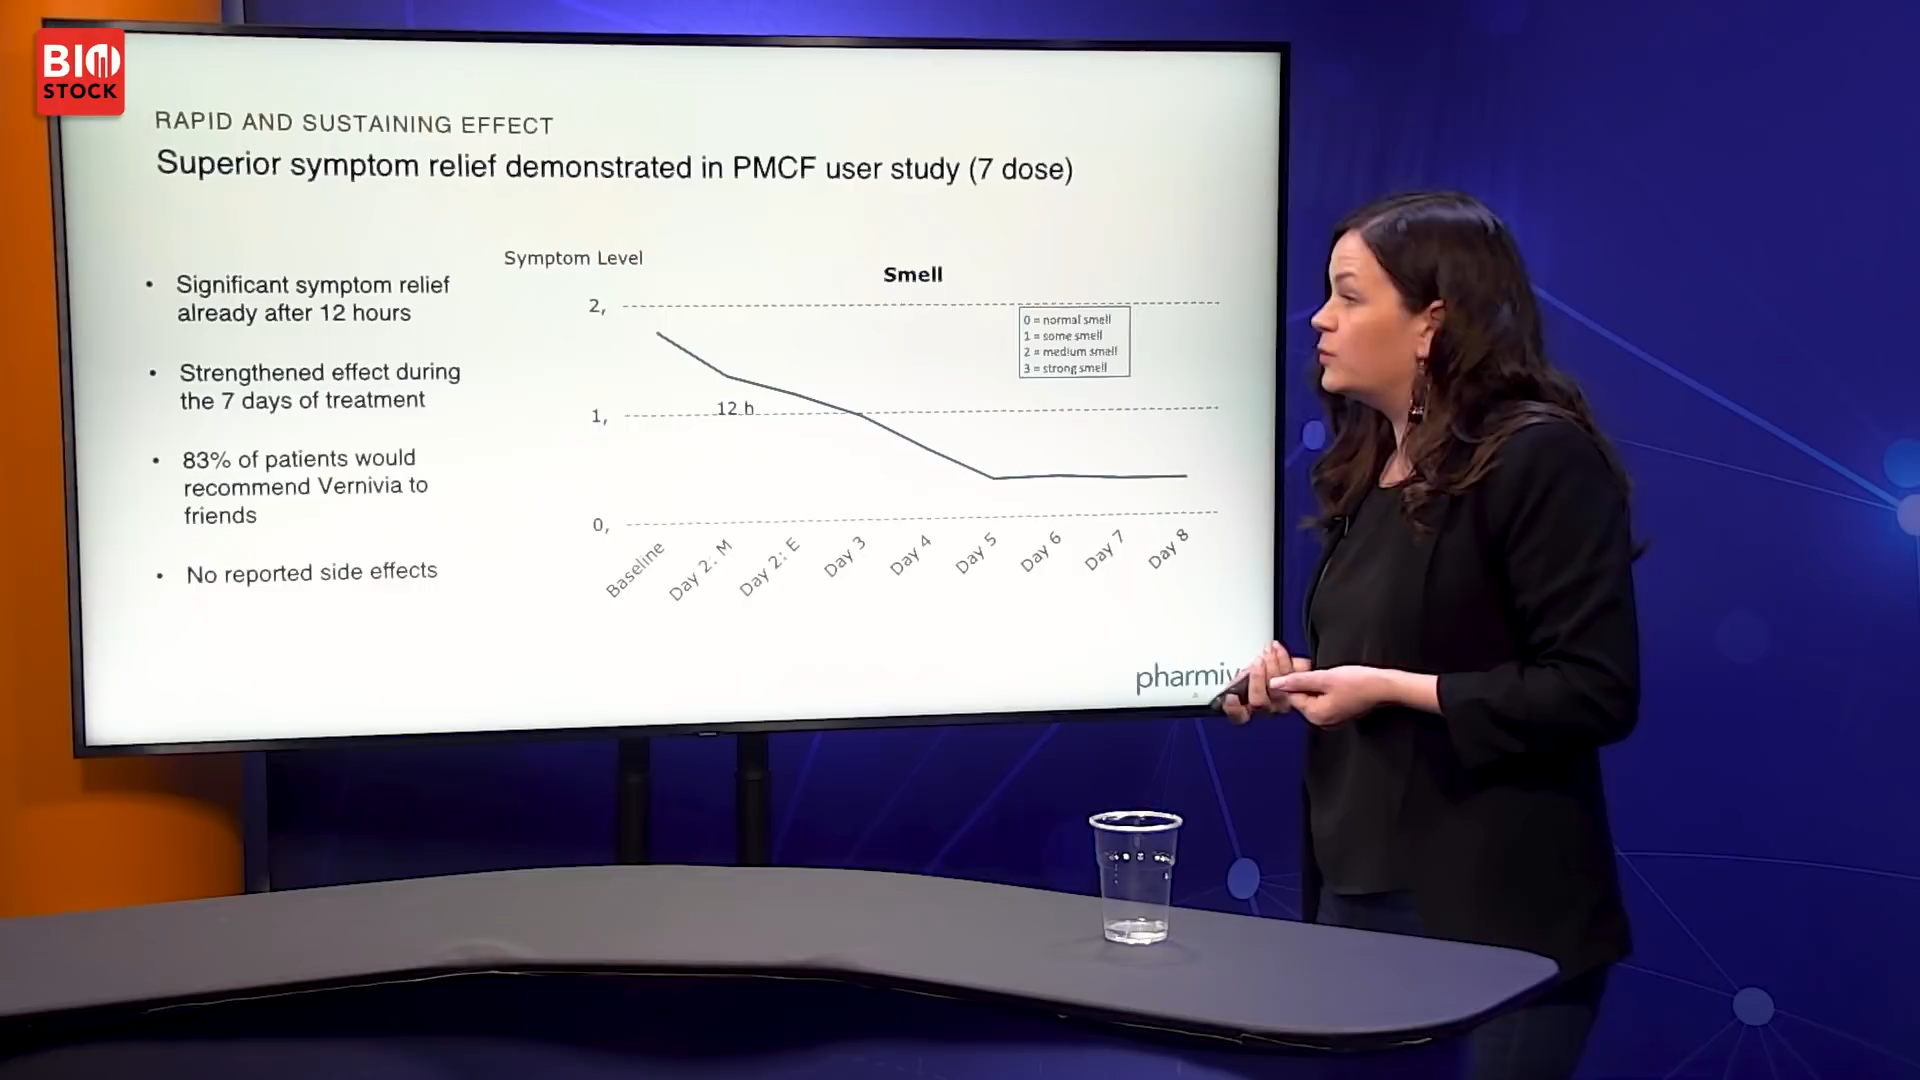 BIO
STOCK
RAPID AND SUSTAINING EFFECT
Superior symptom relief demonstrated in PMCF user study (7 dose)
• Significant symptom relief
already after 12 hours
• Strengthened effect during
the 7 days of treatment
• 83% of patients would
recommend Vernivia to
friends
• No reported side effects
Symptom Level
Smell
2,
1,
0,
12 h
0 = normal smell
1 = some smell
2 = medium smell
3 = strong smell
Baseline
Day 2: M
Day 2: E
Day 3
Day 4
Day 5
Day 6
Day 7
Day 8
pharmiv